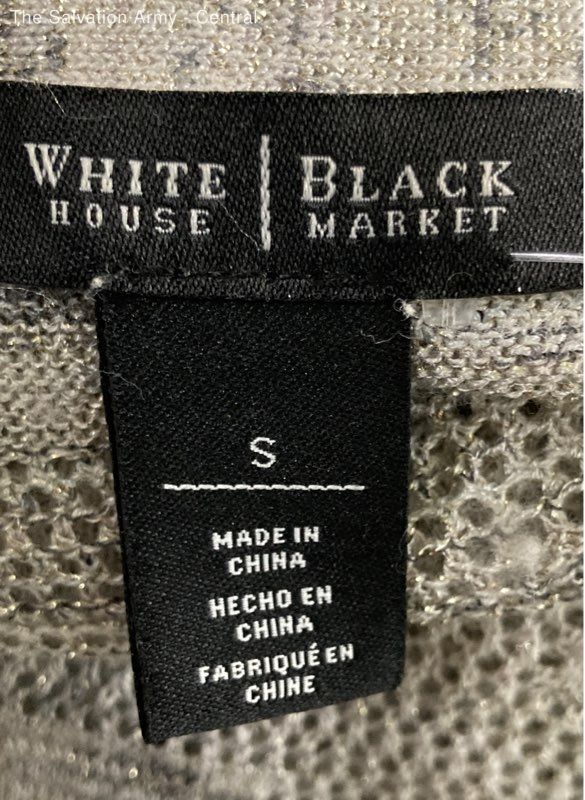 The Salvation Army - Central
WHITE | BLACK
HOUSE MARKET
S
MADE IN
CHINA
HECHO EN
CHINA
FABRIQUÉ EN
CHINE